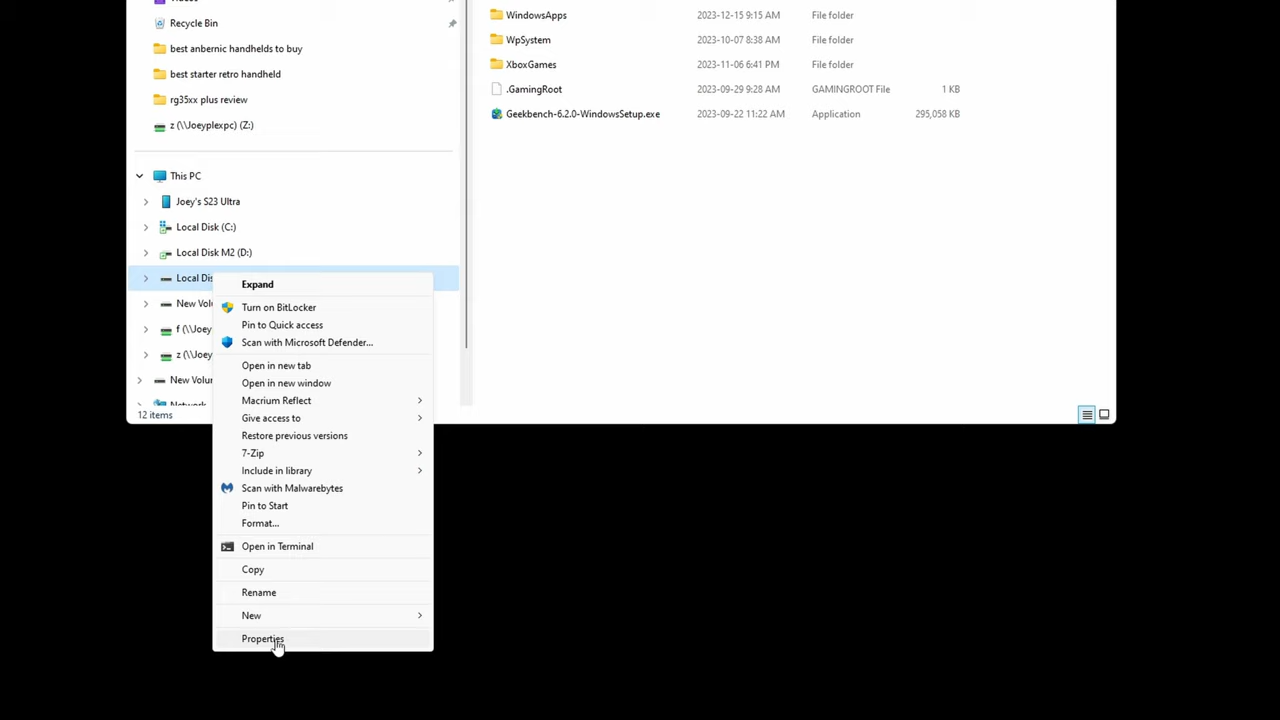 Recycle Bin
best anbernic handhelds to buy
best starter retro handheld
rg35xx plus review
z (\\Joeyplexpc) (Z:)
This PC
Joey's S23 Ultra
Local Disk (C:)
Local Disk M2 (D:)
Local Dis
New Volu
f (\\Joey
z (\\Joey
New Volun
Network
12 items
WindowsApps 2023-12-15 9:15 AM File folder
WpSystem 2023-10-07 8:38 AM File folder
XboxGames 2023-11-06 6:41 PM File folder
.GamingRoot 2023-09-29 9:28 AM GAMINGROOT File 1 KB
Geekbench-6.2.0-WindowsSetup.exe 2023-09-22 11:22 AM Application 295,058 KB
Expand
Turn on BitLocker
Pin to Quick access
Scan with Microsoft Defender...
Open in new tab
Open in new window
Macrium Reflect
Give access to
Restore previous versions
7-Zip
Include in library
Scan with Malwarebytes
Pin to Start
Format...
Open in Terminal
Copy
Rename
New
Properties